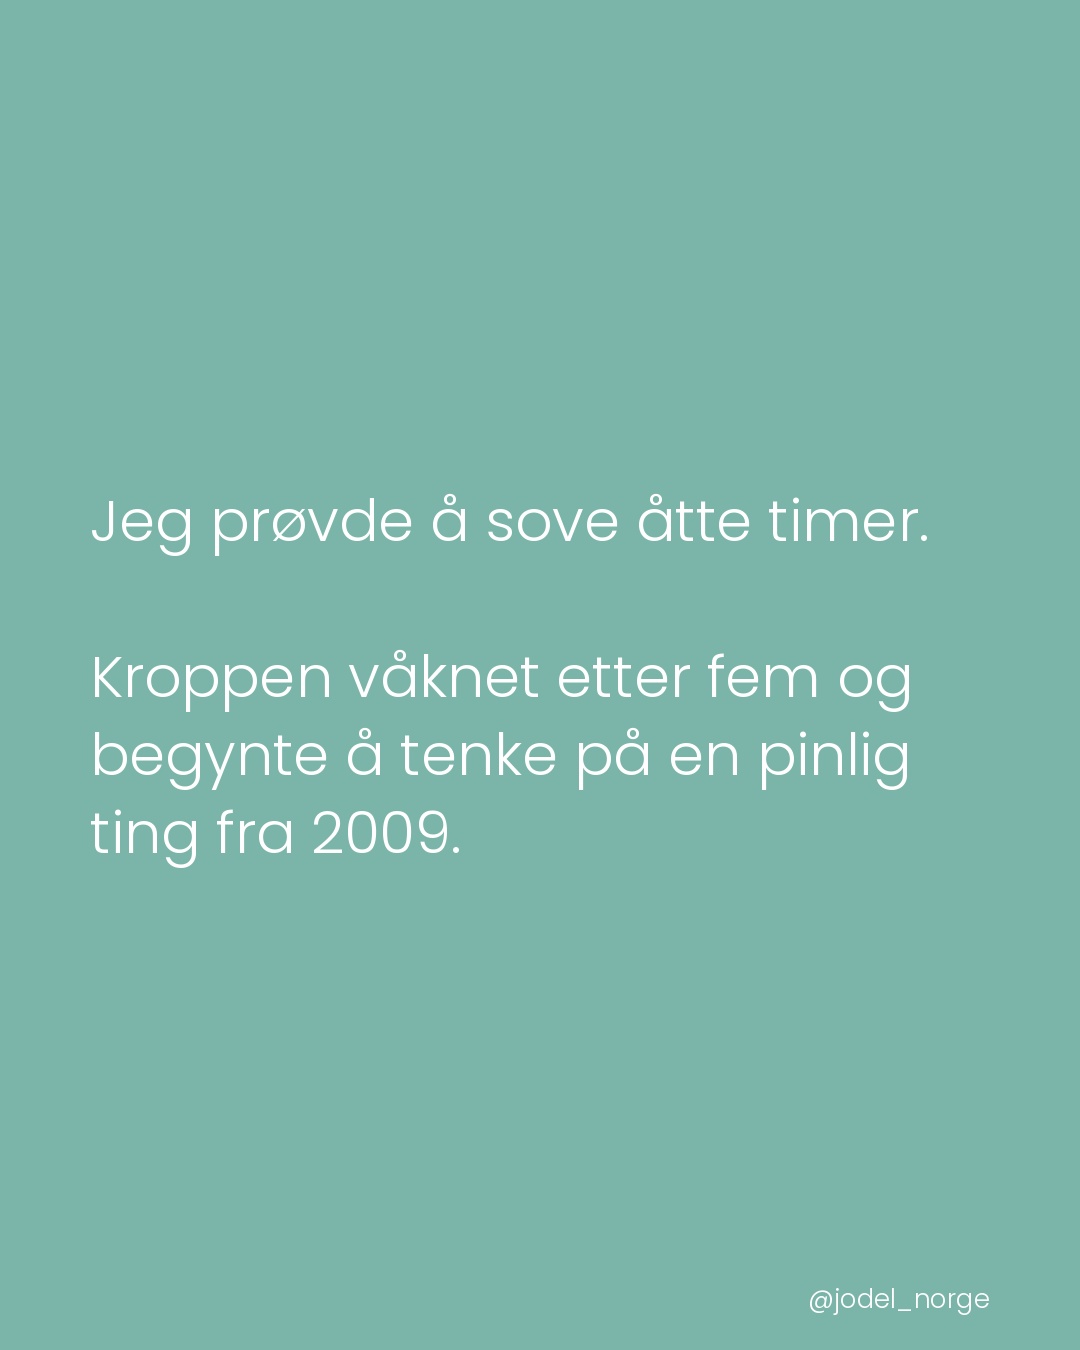 Jeg prøvde å sove åtte timer.
Kroppen våknet etter fem og
begynte å tenke på en pinlig
ting fra 2009.
@jodel_norge